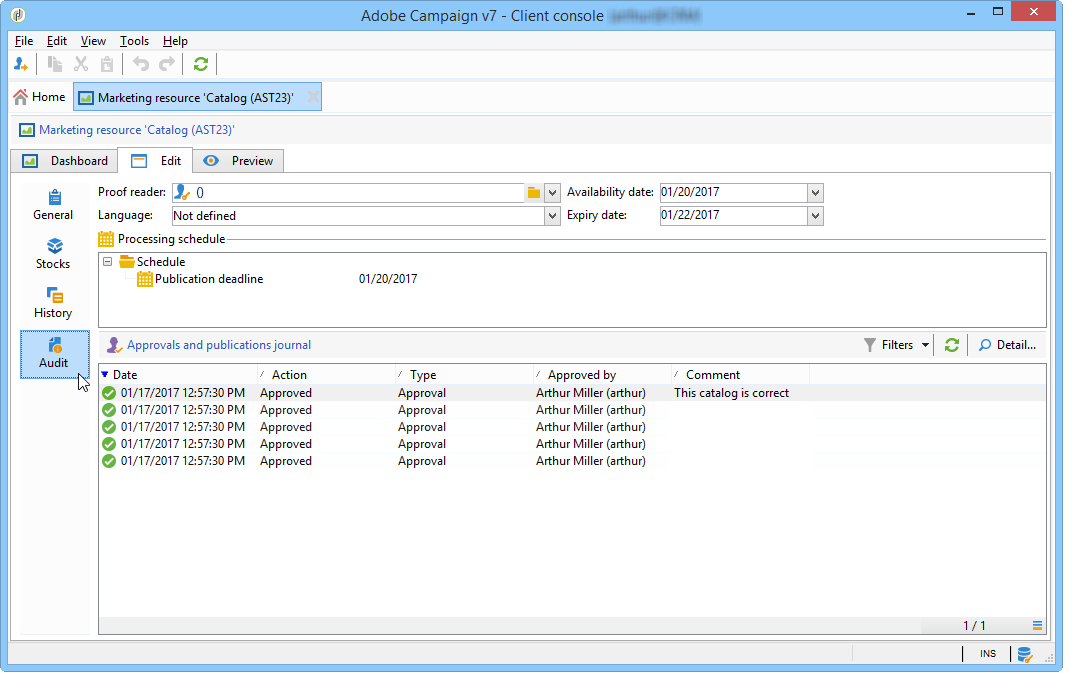 Adobe Campaign v7 - Client console
File Edit View Tools Help
Home Marketing resource 'Catalog (AST23)'
Marketing resource 'Catalog (AST23)'
Dashboard Edit Preview
General
Stocks
History
Audit
Proof reader: () Availability date: 01/20/2017
Language: Not defined Expiry date: 01/22/2017
Processing schedule
Schedule
Publication deadline 01/20/2017
Approvals and publications journal Filters Detail...
Date Action Type Approved by Comment
01/17/2017 12:57:30 PM Approved Approval Arthur Miller (arthur) This catalog is correct
01/17/2017 12:57:30 PM Approved Approval Arthur Miller (arthur)
01/17/2017 12:57:30 PM Approved Approval Arthur Miller (arthur)
01/17/2017 12:57:30 PM Approved Approval Arthur Miller (arthur)
01/17/2017 12:57:30 PM Approved Approval Arthur Miller (arthur)
1 / 1
INS